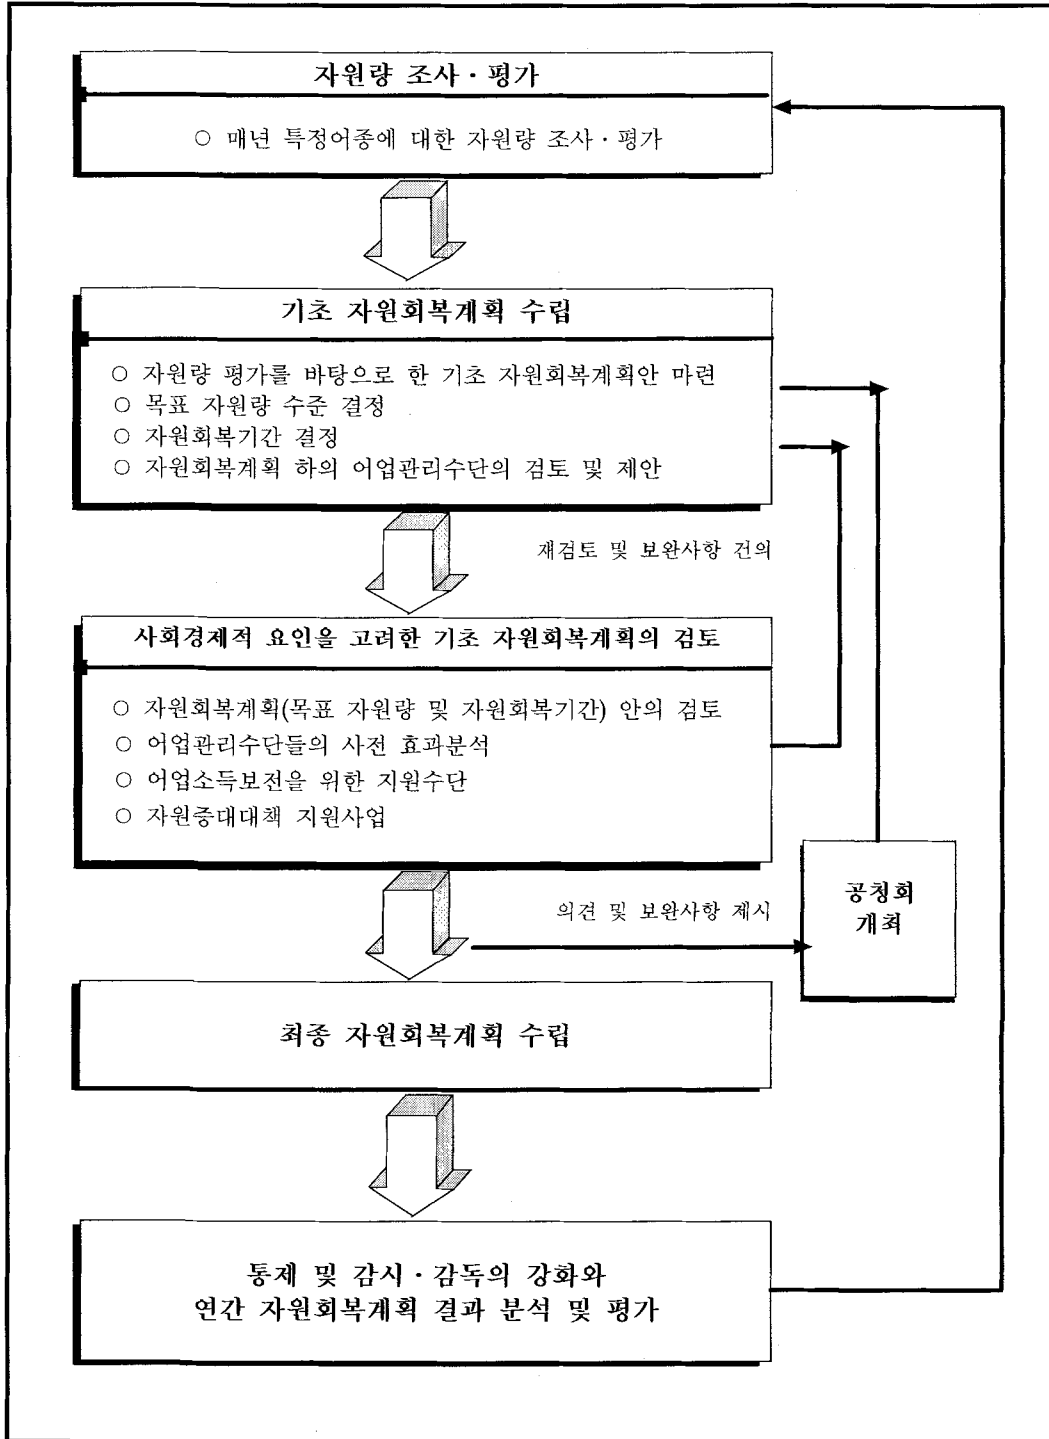 자원량 조사·평가
○ 매년 특정어종에 대한 자원량 조사·평가
기초 자원회복계획 수립
○ 자원량 평가를 바탕으로 한 기초 자원회복계획안 마련
○ 목표 자원량 수준 결정
○ 자원회복기간 결정
○ 자원회복계획 하의 어업관리수단의 검토 및 제안
재검토 및 보완사항 건의
사회경제적 요인을 고려한 기초 자원회복계획의 검토
○ 자원회복계획(목표 자원량 및 자원회복기간) 안의 검토
○ 어업관리수단들의 사전 효과분석
○ 어업소득보전을 위한 지원수단
○ 자원증대대책 지원사업
의견 및 보완사항 제시
공청회
개최
최종 자원회복계획 수립
통제 및 감시·감독의 강화와
연간 자원회복계획 결과 분석 및 평가